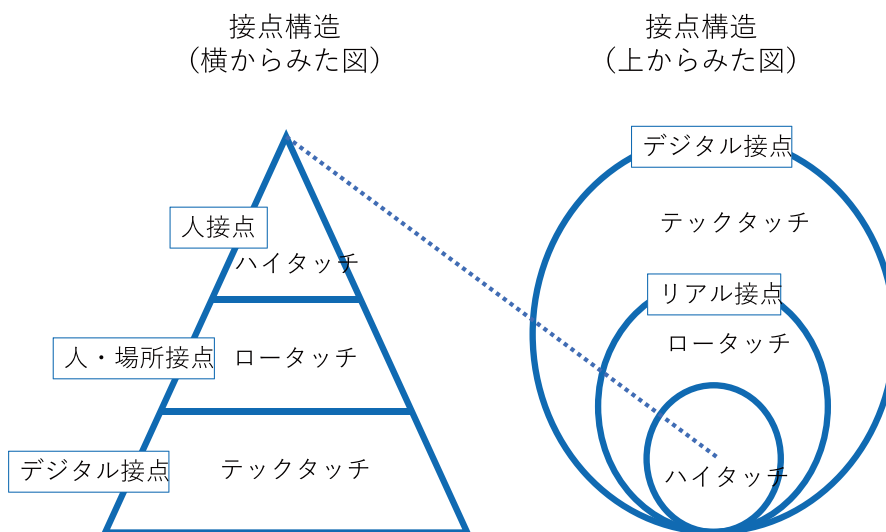 接点構造
（横からみた図）
人接点
ハイタッチ
人・場所接点
ロータッチ
デジタル接点
テックタッチ
接点構造
（上からみた図）
デジタル接点
テックタッチ
リアル接点
ロータッチ
ハイタッチ